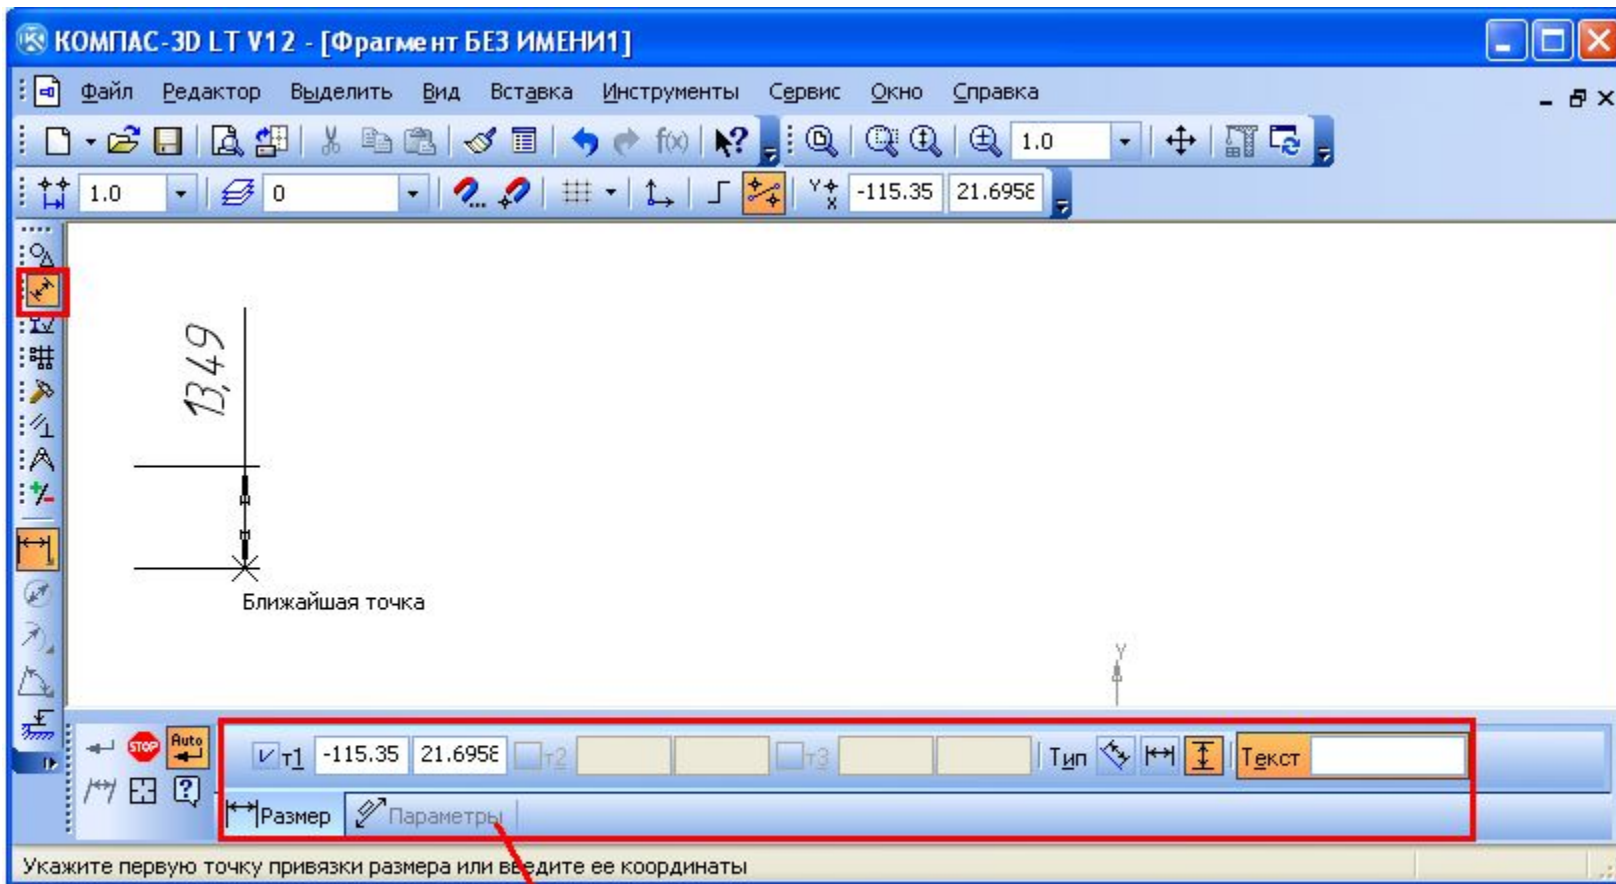 КОМПАС-3D LT V12 - [Фрагмент БЕЗ ИМЕНИ1]
Файл Редактор Выделить Вид Вставка Инструменты Сервис Окно Справка
f(x) 1.0
1.0 0 Y X -115.35 21.6958
13,49
Ближайшая точка
Y
STOP Auto т1 -115.35 21.6958 т2 т3 Тип Текст
Размер Параметры
Укажите первую точку привязки размера или введите ее координаты